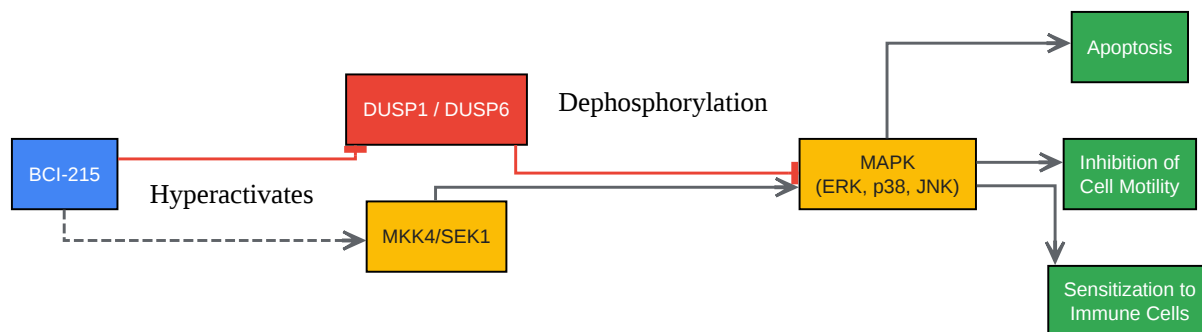 Apoptosis
DUSP1 / DUSP6
Dephosphorylation
BCI-215
Hyperactivates
MAPK
(ERK, p38, JNK)
Inhibition of
Cell Motility
MKK4/SEK1
Sensitization to
Immune Cells